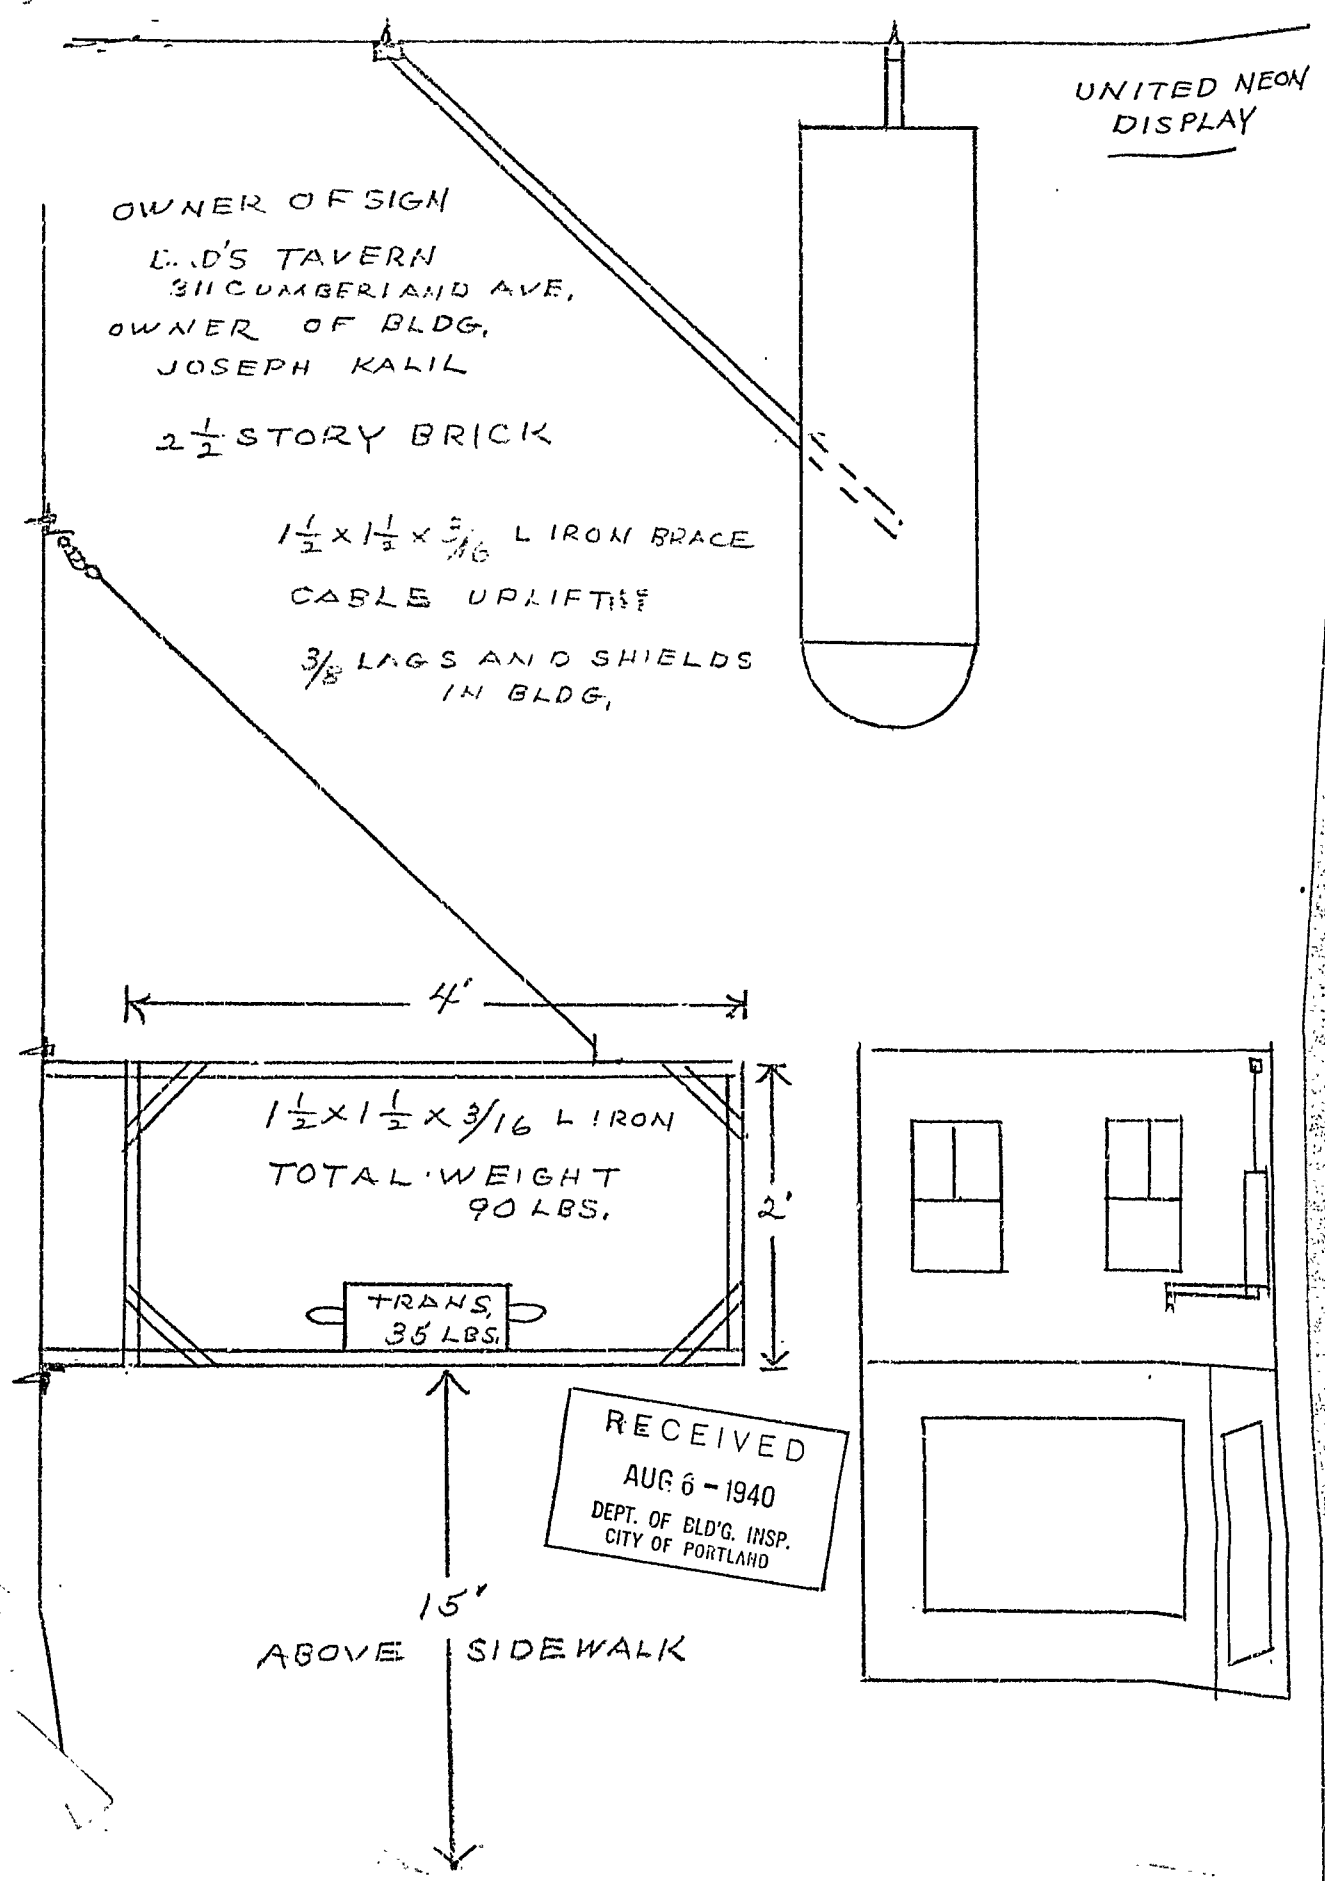 UNITED NEON
DISPLAY
OWNER OF SIGN
TAVERN
311 CUMBERLAND AVE,
OWNER OF BLDG,
JOSEPH KALIL
2 1/2 STORY BRICK
1 1/2 x 1 1/2 x 3/16 L IRON BRACE
CABLE
3/8 LAGS AND SHIELDS
IN BLDG,
4'
1 1/2 x 1 1/2 x 3/16 L IRON
TOTAL WEIGHT
90 LBS.
2'
TRANS,
35 LBS.
RECEIVED
AUG 6 - 1940
DEPT. OF BLD'G. INSP.
CITY OF PORTLAND
15'
ABOVE SIDEWALK